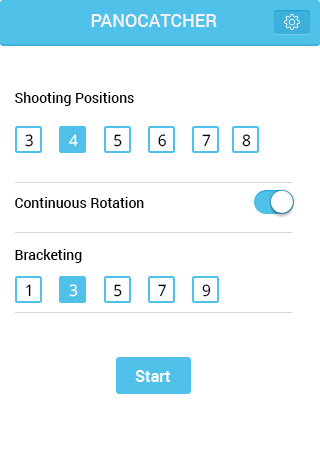 PANOCATCHER
Shooting Positions
3 4 5 6 7 8
Continuous Rotation
Bracketing
1 3 5 7 9
Start